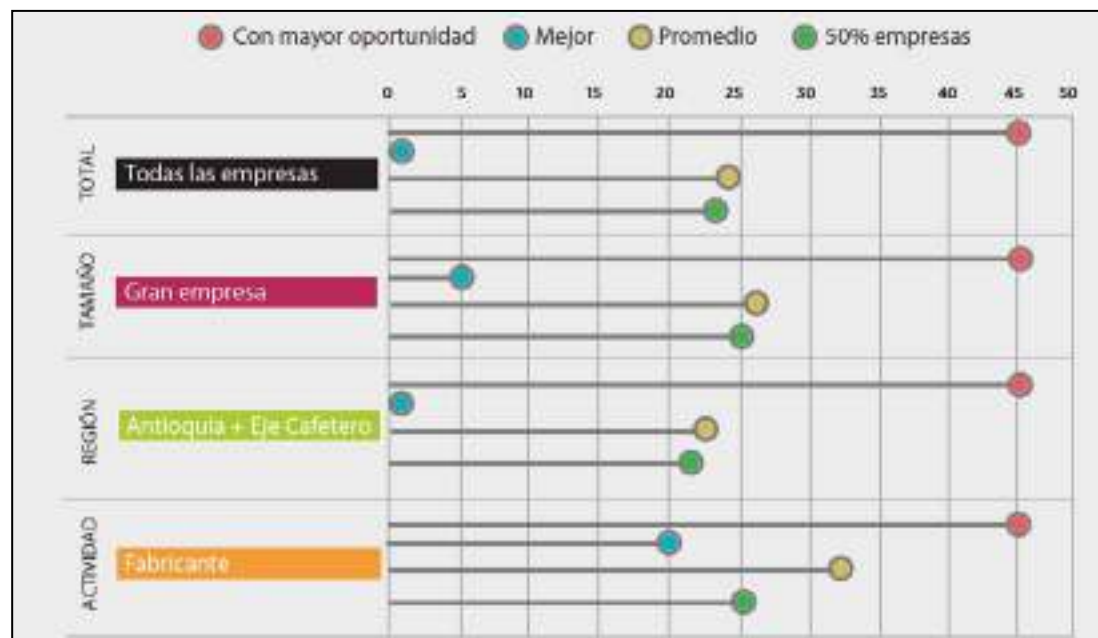 Con mayor oportunidad Mejor Promedio 50% empresas
0 5 10 15 20 25 30 35 40 45 50
TOTAL
Todas las empresas
TAMAÑO
Gran empresa
REGIÓN
Antioquia + Eje Cafetero
ACTIVIDAD
Fabricante